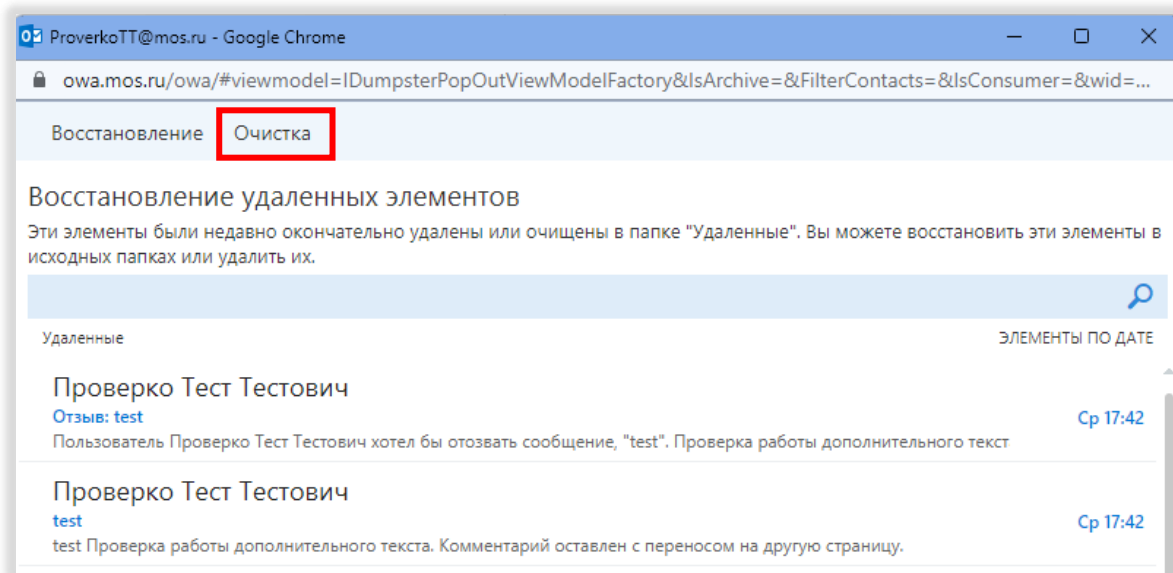 ProverkoTT@mos.ru - Google Chrome
owa.mos.ru/owa/#viewmodel=IDumpsterPopOutViewModelFactory&IsArchive=&FilterContacts=&IsConsumer=&wid=...
Восстановление Очистка
Восстановление удаленных элементов
Эти элементы были недавно окончательно удалены или очищены в папке "Удаленные". Вы можете восстановить эти элементы в
исходных папках или удалить их.
Удаленные ЭЛЕМЕНТЫ ПО ДАТЕ
Проверко Тест Тестович
Отзыв: test Ср 17:42
Пользователь Проверко Тест Тестович хотел бы отозвать сообщение, "test". Проверка работы дополнительного текст
Проверко Тест Тестович
test Ср 17:42
test Проверка работы дополнительного текста. Комментарий оставлен с переносом на другую страницу.